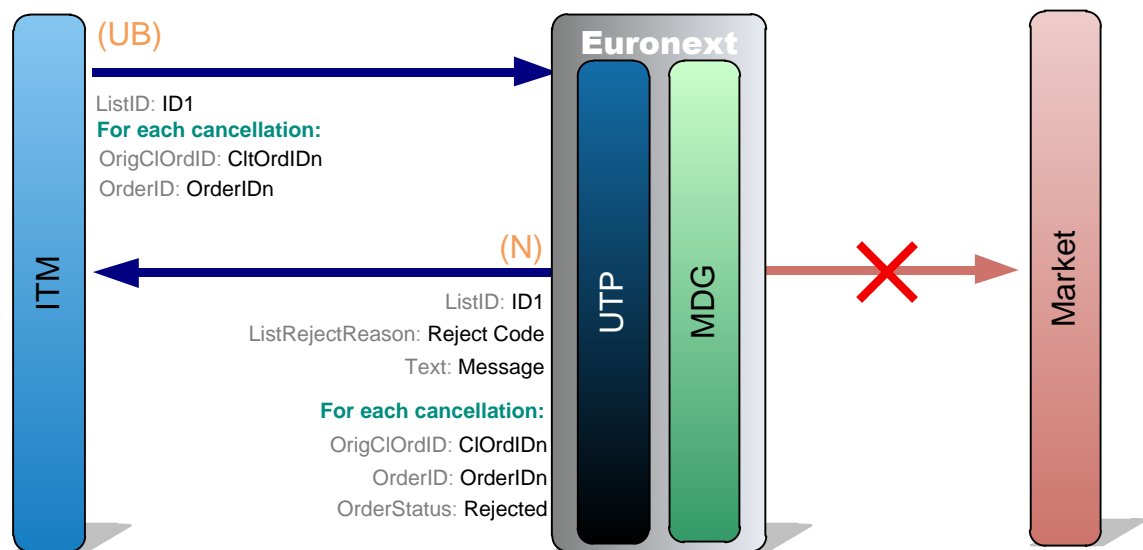 (UB)
Euronext
ListID: ID1
For each cancellation:
OrigClOrdID: CltOrdIDn
OrderID: OrderIDn
(N)
ITM
UTP
MDG
Market
ListID: ID1
ListRejectReason: Reject Code
Text: Message
For each cancellation:
OrigClOrdID: ClOrdIDn
OrderID: OrderIDn
OrderStatus: Rejected